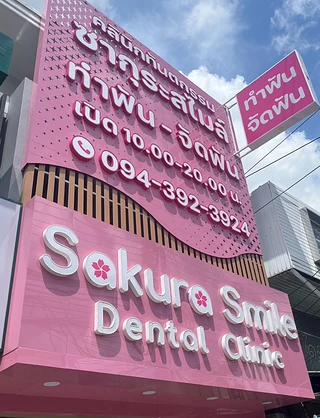 คลินิกทันตกรรม
ซากุระสไมล์
ทำฟัน - จัดฟัน
เปิด 10.00-20.00 น.
094-392-3924
ทำฟัน
จัดฟัน
Sakura Smile
Dental Clinic